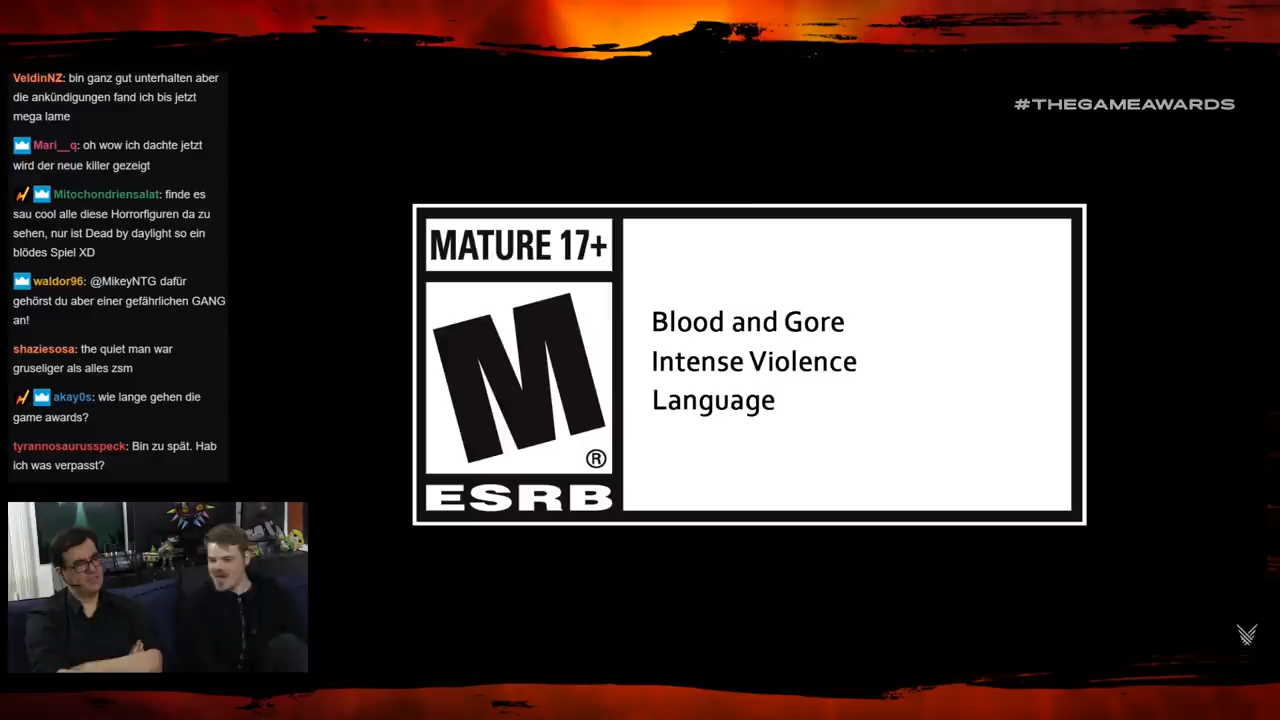 VeldinNZ: bin ganz gut unterhalten aber
die ankündigungen fand ich bis jetzt
mega lame
Mari__q: oh wow ich dachte jetzt
wird der neue killer gezeigt
Mitochondriensalat: finde es
sau cool alle diese Horrorfiguren da zu
sehen, nur ist Dead by daylight so ein
blödes Spiel XD
waldor96: @MikeyNTG dafür
gehörst du aber einer gefährlichen GANG
an!
shaziesosa: the quiet man war
gruseliger als alles zsm
akay0s: wie lange gehen die
game awards?
tyrannosaurusspeck: Bin zu spät. Hab
ich was verpasst?
#THEGAMEAWARDS
MATURE 17+
M
®
ESRB
Blood and Gore
Intense Violence
Language